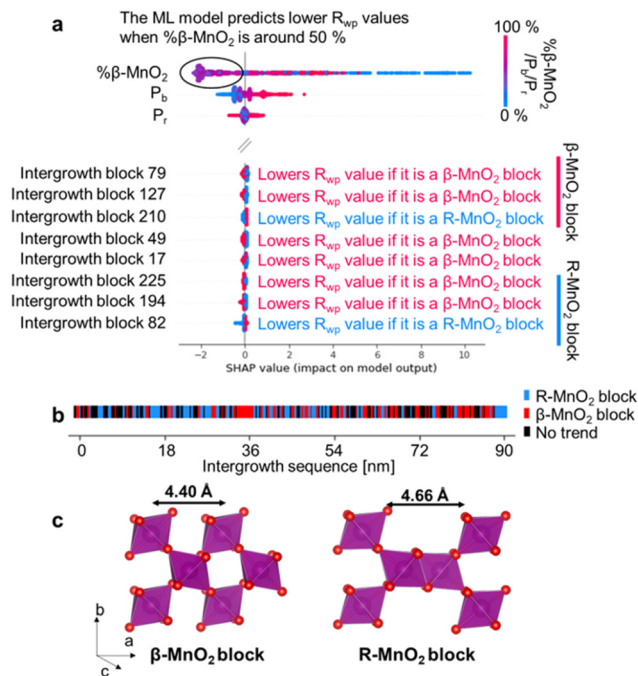 a
The ML model predicts lower Rwp values
when %β-MnO2 is around 50 %
100 %
%β-MnO2
/Pb/Pr
0 %
%β-MnO2
Pb
Pr
Intergrowth block 79 Lowers Rwp value if it is a β-MnO2 block
Intergrowth block 127 Lowers Rwp value if it is a β-MnO2 block
Intergrowth block 210 Lowers Rwp value if it is a R-MnO2 block
Intergrowth block 49 Lowers Rwp value if it is a β-MnO2 block
Intergrowth block 17 Lowers Rwp value if it is a β-MnO2 block
Intergrowth block 225 Lowers Rwp value if it is a β-MnO2 block
Intergrowth block 194 Lowers Rwp value if it is a β-MnO2 block
Intergrowth block 82 Lowers Rwp value if it is a R-MnO2 block
β-MnO2 block
R-MnO2 block
−2 0 2 4 6 8 10
SHAP value (impact on model output)
b
R-MnO2 block
β-MnO2 block
No trend
0 18 36 54 72 90
Intergrowth sequence [nm]
c
4.40 Å 4.66 Å
b
a
c
β-MnO2 block R-MnO2 block